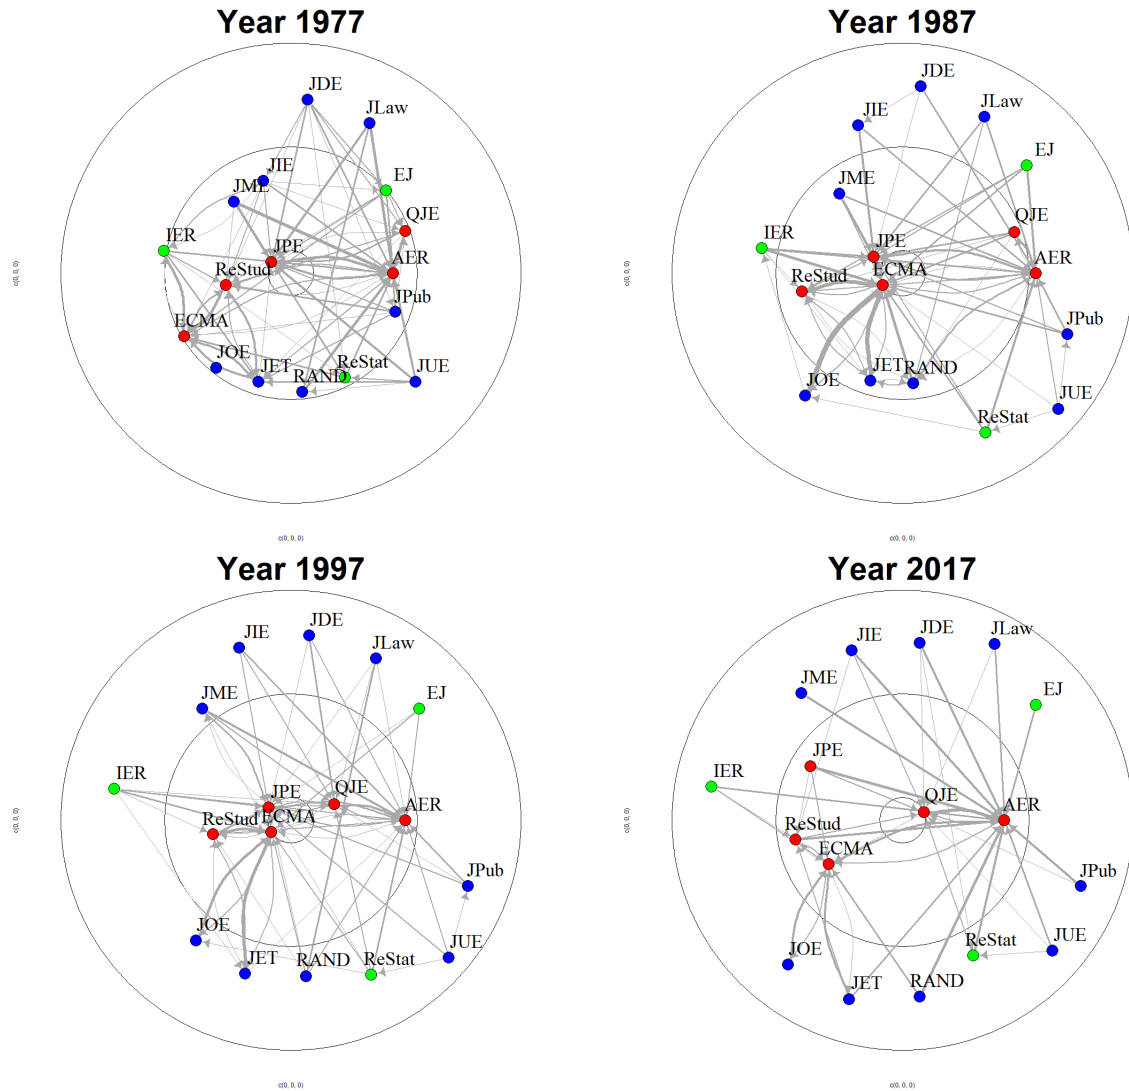 Year 1977
JDE
JLaw
JIE
EJ
JME
QJE
IER
JPE
AER
ReStud
JPub
ECMA
JOE
JET
RAND
ReStat
JUE
c(0, 0, 0)
c(0, 0, 0)
Year 1987
JDE
JLaw
JIE
EJ
JME
QJE
IER
JPE
AER
ECMA
ReStud
JPub
JET
RAND
JOE
JUE
ReStat
c(0, 0, 0)
c(0, 0, 0)
Year 1997
JIE
JDE
JLaw
JME
EJ
IER
JPE
QJE
AER
ReStud
ECMA
JPub
JOE
JET
RAND
ReStat
JUE
c(0, 0, 0)
c(0, 0, 0)
Year 2017
JIE
JDE
JLaw
JME
EJ
JPE
IER
QJE
AER
ReStud
ECMA
JPub
JOE
JET
RAND
ReStat
JUE
c(0, 0, 0)
c(0, 0, 0)